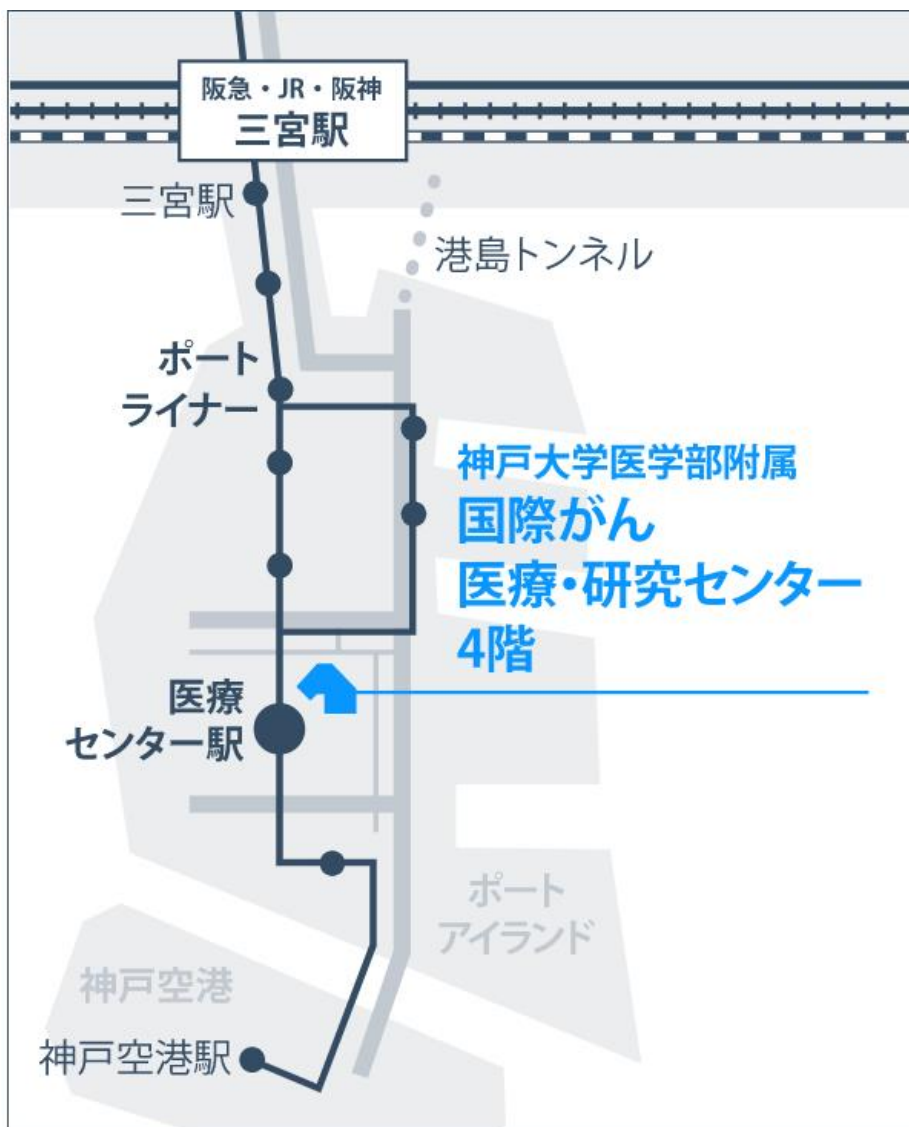 阪急・JR・阪神
三宮駅
三宮駅
港島トンネル
ポート
ライナー
神戸大学医学部附属
国際がん
医療・研究センター
4階
医療
センター駅
ポート
アイランド
神戸空港
神戸空港駅